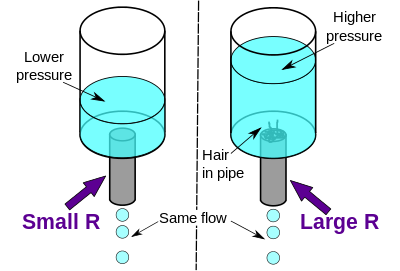 Lower
pressure
Higher
pressure
Hair
in pipe
Small R
Same flow
Large R